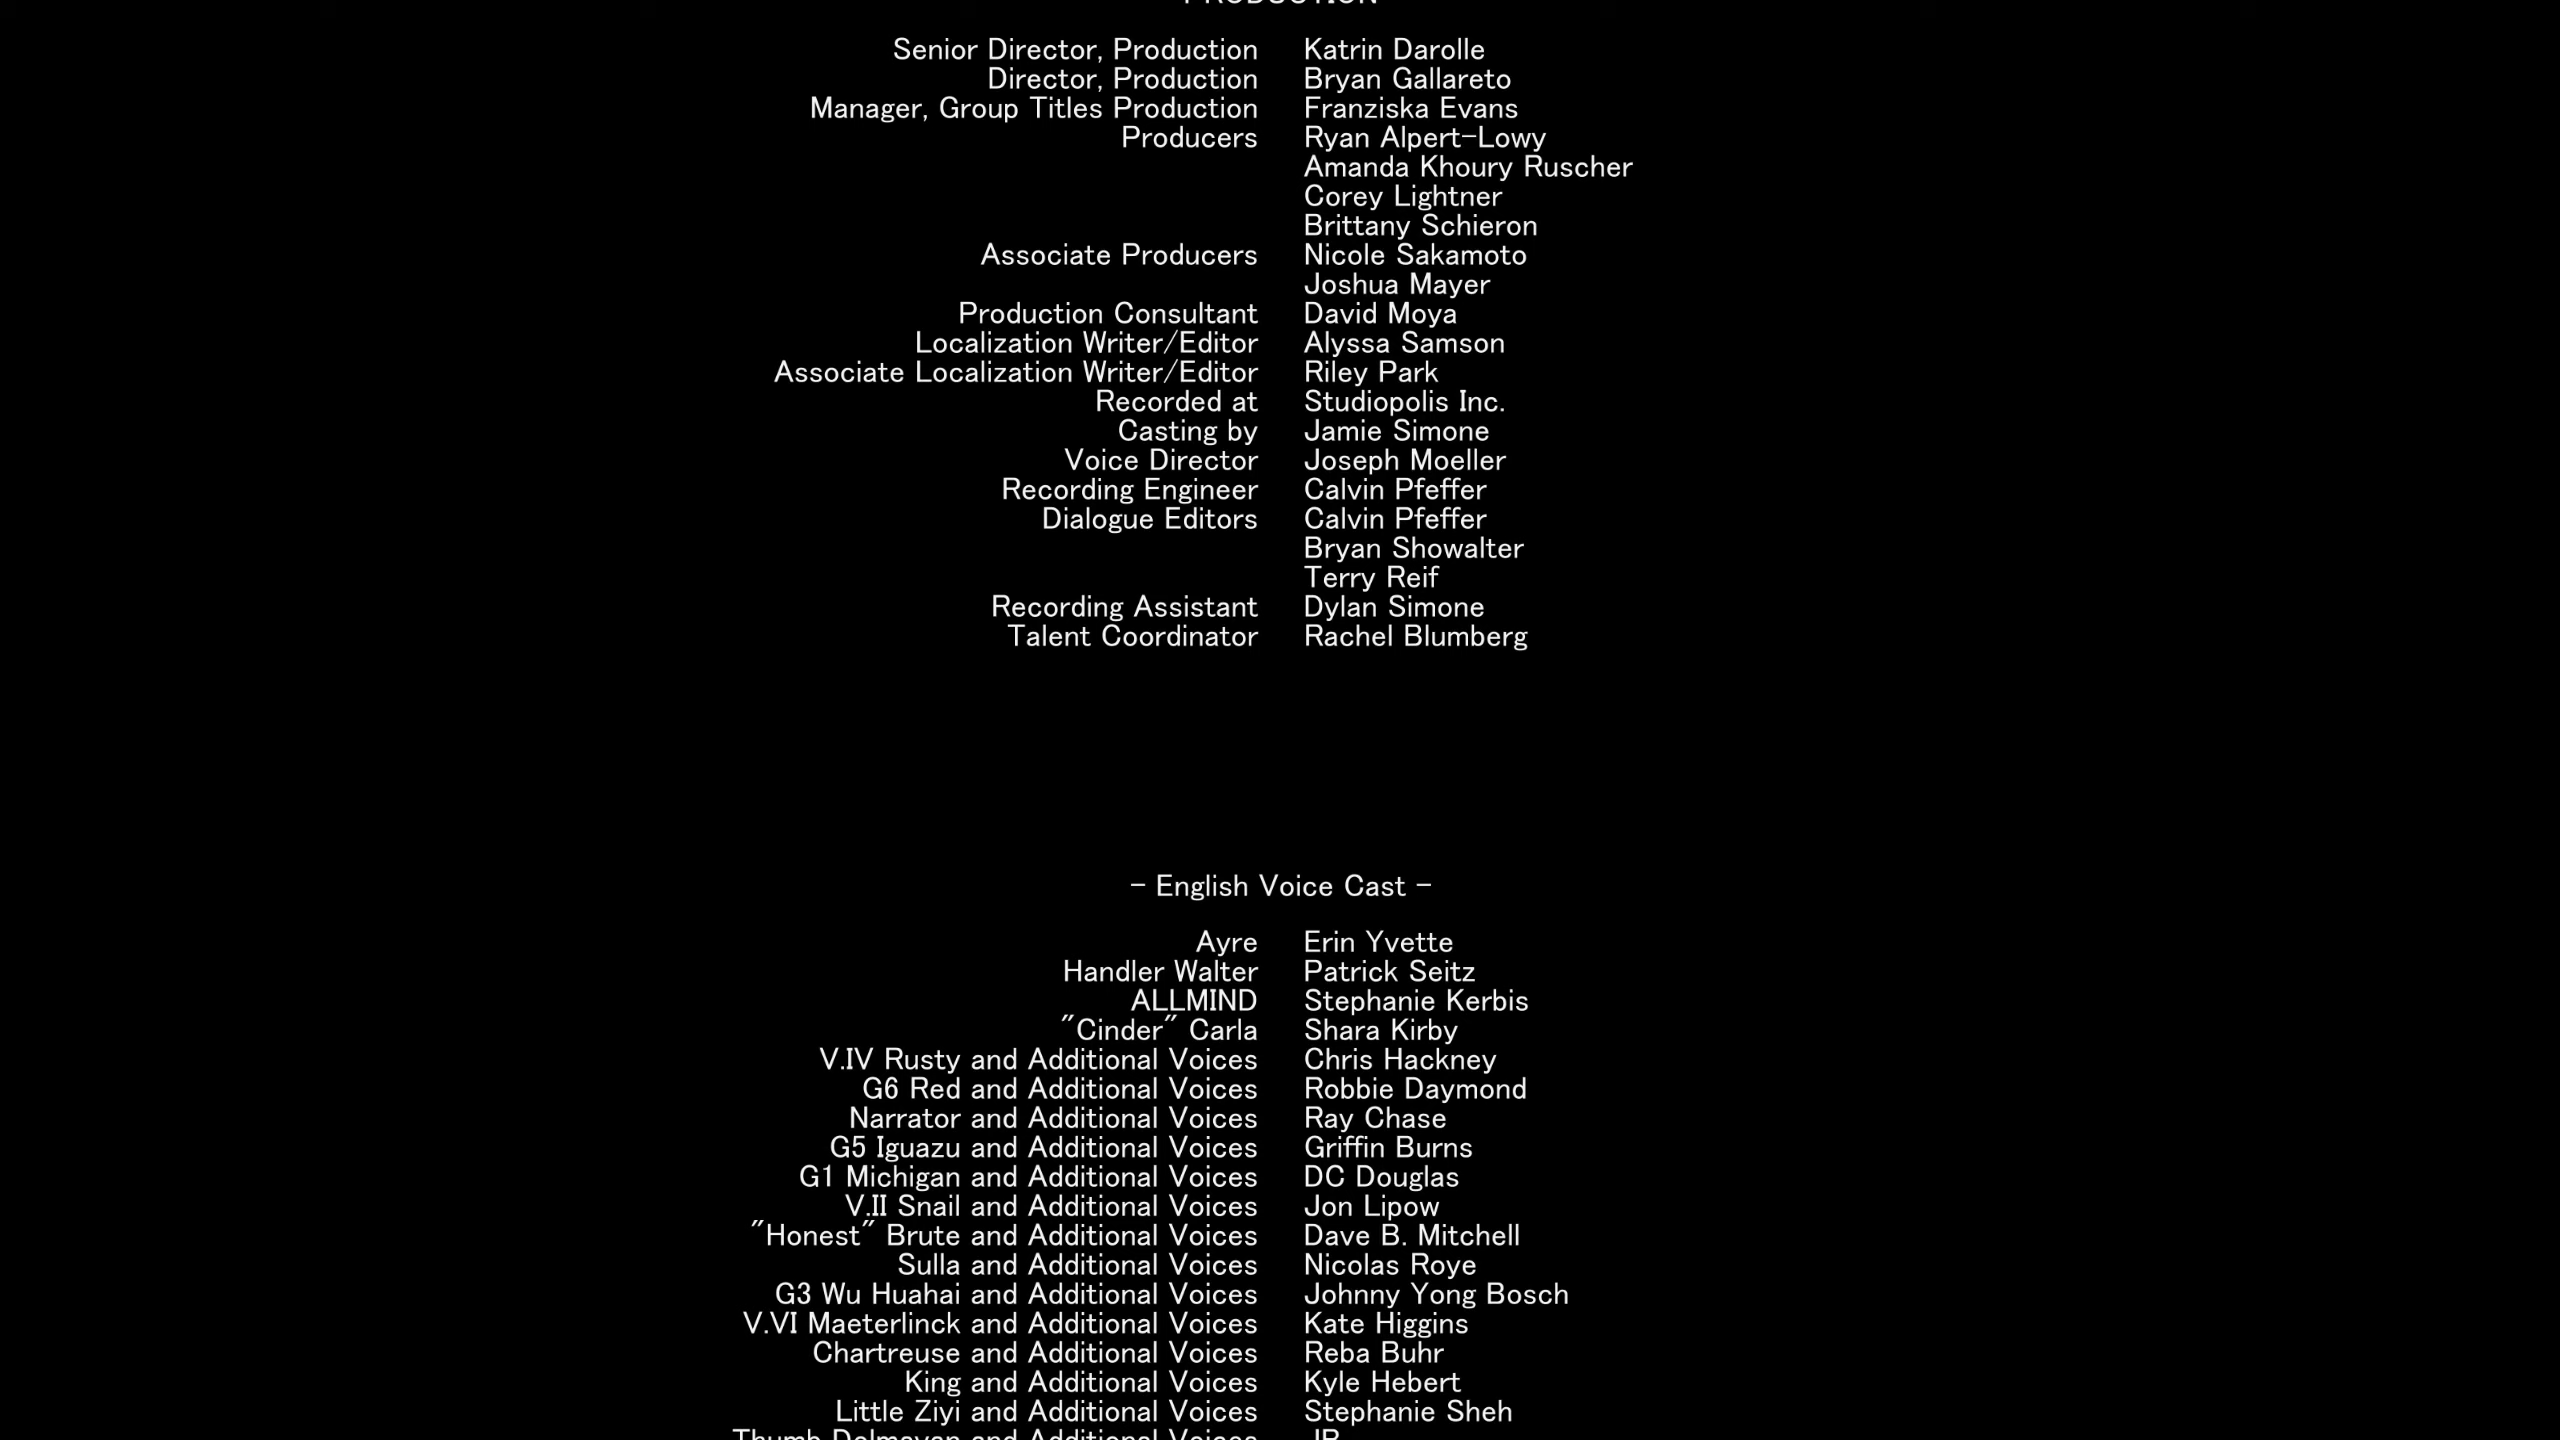 PRODUCTION
Senior Director, Production Katrin Darolle
Director, Production Bryan Gallareto
Manager, Group Titles Production Franziska Evans
Producers Ryan Alpert-Lowy
Amanda Khoury Ruscher
Corey Lightner
Brittany Schieron
Associate Producers Nicole Sakamoto
Joshua Mayer
Production Consultant David Moya
Localization Writer/Editor Alyssa Samson
Associate Localization Writer/Editor Riley Park
Recorded at Studiopolis Inc.
Casting by Jamie Simone
Voice Director Joseph Moeller
Recording Engineer Calvin Pfeffer
Dialogue Editors Calvin Pfeffer
Bryan Showalter
Terry Reif
Recording Assistant Dylan Simone
Talent Coordinator Rachel Blumberg
- English Voice Cast -
Ayre Erin Yvette
Handler Walter Patrick Seitz
ALLMIND Stephanie Kerbis
"Cinder" Carla Shara Kirby
V.IV Rusty and Additional Voices Chris Hackney
G6 Red and Additional Voices Robbie Daymond
Narrator and Additional Voices Ray Chase
G5 Iguazu and Additional Voices Griffin Burns
G1 Michigan and Additional Voices DC Douglas
V.II Snail and Additional Voices Jon Lipow
"Honest" Brute and Additional Voices Dave B. Mitchell
Sulla and Additional Voices Nicolas Roye
G3 Wu Huahai and Additional Voices Johnny Yong Bosch
V.VI Maeterlinck and Additional Voices Kate Higgins
Chartreuse and Additional Voices Reba Buhr
King and Additional Voices Kyle Hebert
Little Ziyi and Additional Voices Stephanie Sheh
Thumb Dolmayan and Additional Voices